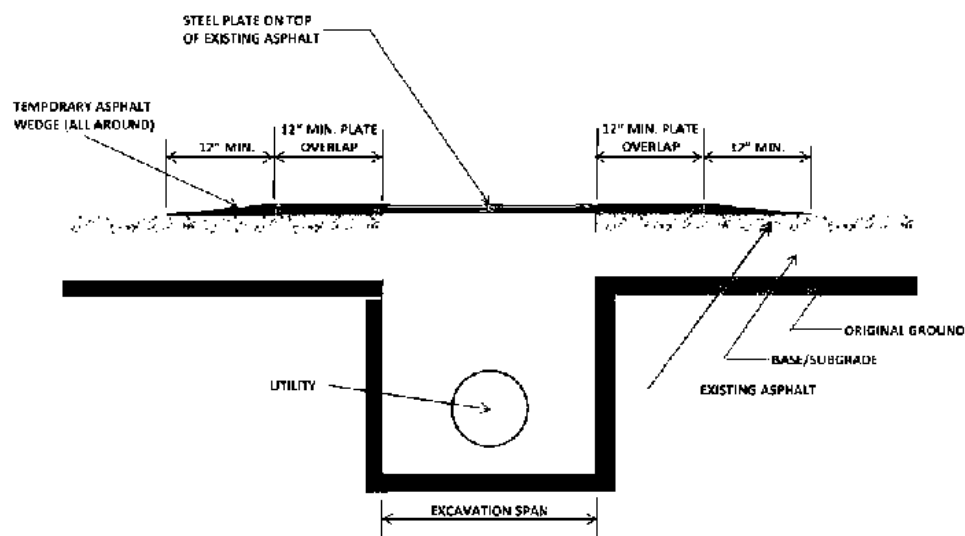 STEEL PLATE ON TOP
OF EXISTING ASPHALT
TEMPORARY ASPHALT
WEDGE (ALL AROUND)
12" MIN.
12" MIN. PLATE
OVERLAP
12" MIN. PLATE
OVERLAP
12" MIN.
ORIGINAL GROUND
BASE/SUBGRADE
EXISTING ASPHALT
UTILITY
EXCAVATION SPAN